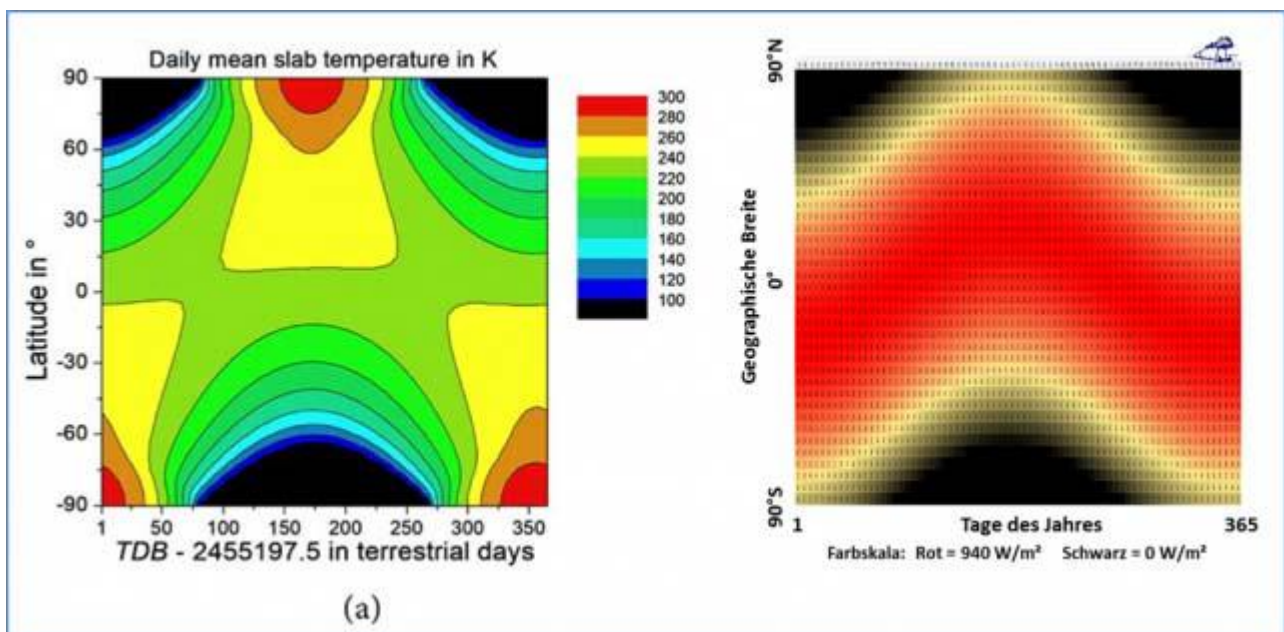 Daily mean slab temperature in K
90
60
30
0
-30
-60
-90
Latitude in °
1 50 100 150 200 250 300 350
TDB - 2455197.5 in terrestrial days
(a)
300
280
260
240
220
200
180
160
140
120
100
90°N
0°
90°S
Geographische Breite
1 Tage des Jahres 365
Farbskala: Rot = 940 W/m² Schwarz = 0 W/m²